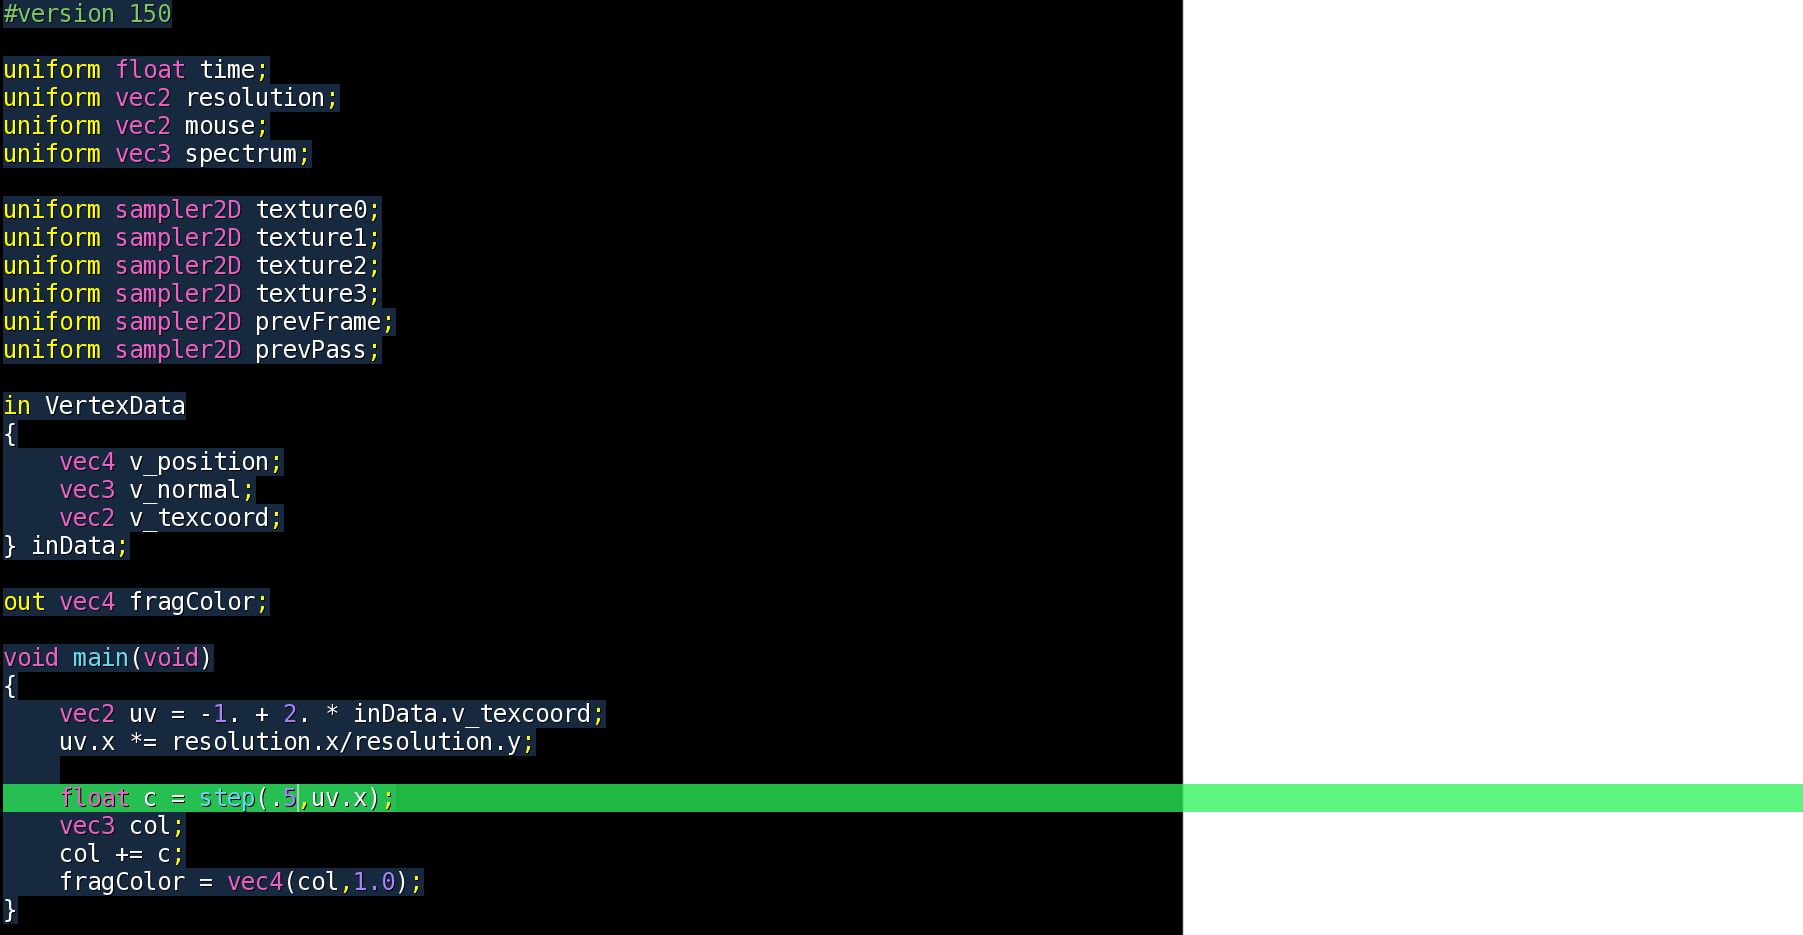 #version 150
uniform float time;
uniform vec2 resolution;
uniform vec2 mouse;
uniform vec3 spectrum;
uniform sampler2D texture0;
uniform sampler2D texture1;
uniform sampler2D texture2;
uniform sampler2D texture3;
uniform sampler2D prevFrame;
uniform sampler2D prevPass;
in VertexData
{
    vec4 v_position;
    vec3 v_normal;
    vec2 v_texcoord;
} inData;
out vec4 fragColor;
void main(void)
{
    vec2 uv = -1. + 2. * inData.v_texcoord;
    uv.x *= resolution.x/resolution.y;
    float c = step(.5,uv.x);
    vec3 col;
    col += c;
    fragColor = vec4(col,1.0);
}